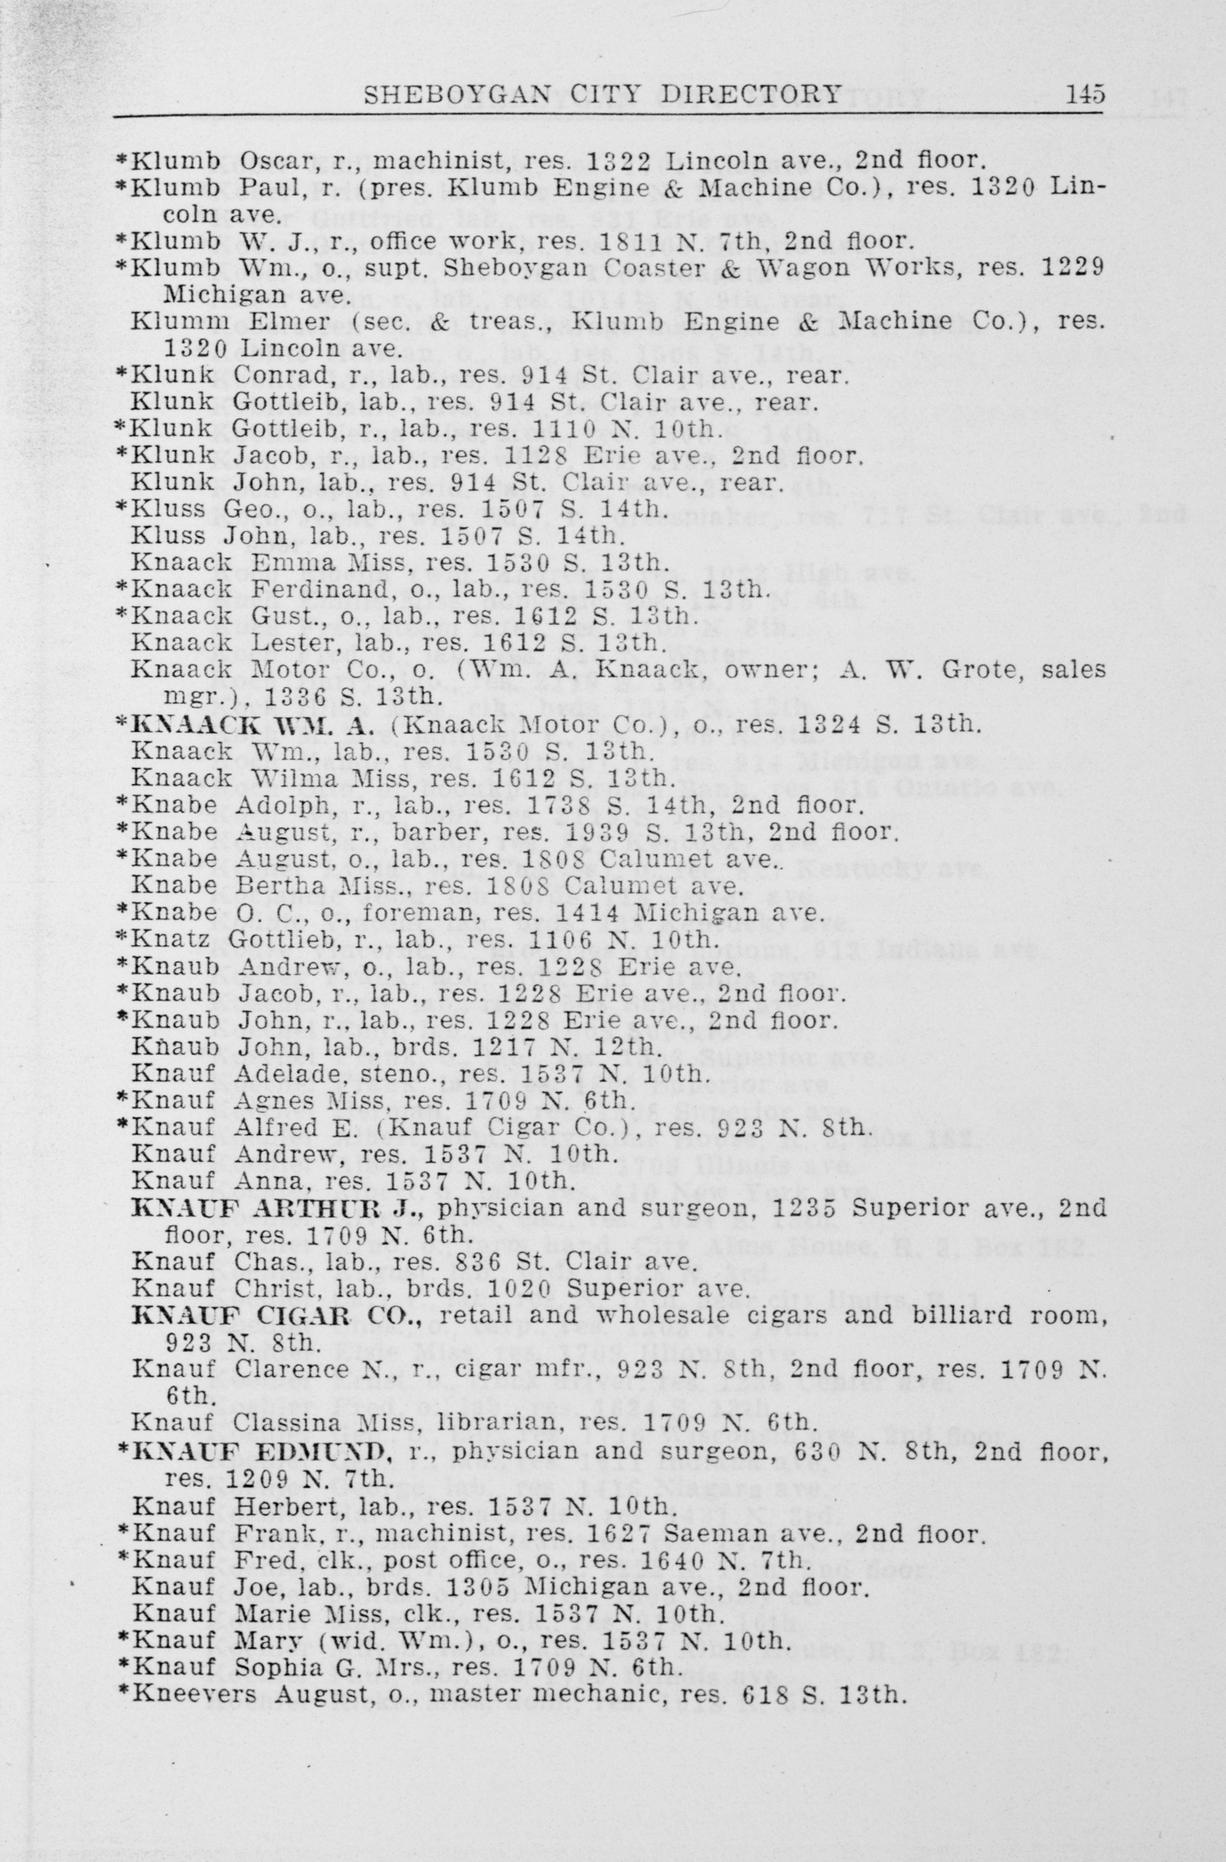 SHEBOYGAN CITY DIRECTORY 145
*Klumb Oscar, r., machinist, res. 1322 Lincoln ave., 2nd floor.
*Klumb Paul, r. (pres. Klumb Engine & Machine Co.), res. 1320 Lin-
coln ave.
*Klumb W. J., r., office work, res. 1811 N. 7th, 2nd floor.
*Klumb Wm., o., supt. Sheboygan Coaster & Wagon Works, res. 1229
Michigan ave.
Klumm Elmer (sec. & treas., Klumb Engine & Machine Co.), res.
1320 Lincoln ave.
*Klunk Conrad, r., lab., res. 914 St. Clair ave., rear.
Klunk Gottleib, lab., res. 914 St. Clair ave., rear.
*Klunk Gottleib, r., lab., res. 1110 N. 10th.
*Klunk Jacob, r., lab., res. 1128 Erie ave., 2nd floor.
Klunk John, lab., res. 914 St. Clair ave., rear.
*Kluss Geo., o., lab., res. 1507 S. 14th.
Kluss John, lab., res. 1507 S. 14th.
Knaack Emma Miss, res. 1530 S. 13th.
*Knaack Ferdinand, o., lab., res. 1530 S. 13th.
*Knaack Gust., o., lab., res. 1612 S. 13th.
Knaack Lester, lab., res. 1612 S. 13th.
Knaack Motor Co., o. (Wm. A. Knaack, owner; A. W. Grote, sales
mgr.), 1336 S. 13th.
*KNAACK WM. A. (Knaack Motor Co.), o., res. 1324 S. 13th.
Knaack Wm., lab., res. 1530 S. 13th.
Knaack Wilma Miss, res. 1612 S. 13th.
*Knabe Adolph, r., lab., res. 1738 S. 14th, 2nd floor.
*Knabe August, r., barber, res. 1939 S. 13th, 2nd floor.
*Knabe August, o., lab., res. 1808 Calumet ave..
Knabe Bertha Miss., res. 1808 Calumet ave.
*Knabe O. C., o., foreman, res. 1414 Michigan ave.
*Knatz Gottlieb, r., lab., res. 1106 N. 10th.
*Knaub Andrew, o., lab., res. 1228 Erie ave.
*Knaub Jacob, r., lab., res. 1228 Erie ave., 2nd floor.
*Knaub John, r., lab., res. 1228 Erie ave., 2nd floor.
Knaub John, lab., brds. 1217 N. 12th.
Knauf Adelade, steno., res. 1537 N. 10th.
*Knauf Agnes Miss, res. 1709 N. 6th.
*Knauf Alfred E. (Knauf Cigar Co.), res. 923 N. 8th.
Knauf Andrew, res. 1537 N. 10th.
Knauf Anna, res. 1537 N. 10th.
KNAUF ARTHUR J., physician and surgeon, 1235 Superior ave., 2nd
floor, res. 1709 N. 6th.
Knauf Chas., lab., res. 836 St. Clair ave.
Knauf Christ, lab., brds. 1020 Superior ave.
KNAUF CIGAR CO., retail and wholesale cigars and billiard room,
923 N. 8th.
Knauf Clarence N., r., cigar mfr., 923 N. 8th, 2nd floor, res. 1709 N.
6th.
Knauf Classina Miss, librarian, res. 1709 N. 6th.
*KNAUF EDMUND, r., physician and surgeon, 630 N. 8th, 2nd floor,
res. 1209 N. 7th.
Knauf Herbert, lab., res. 1537 N. 10th.
*Knauf Frank, r., machinist, res. 1627 Saeman ave., 2nd floor.
*Knauf Fred, clk., post office, o., res. 1640 N. 7th.
Knauf Joe, lab., brds. 1305 Michigan ave., 2nd floor.
Knauf Marie Miss, clk., res. 1537 N. 10th.
*Knauf Mary (wid. Wm.), o., res. 1537 N. 10th.
*Knauf Sophia G. Mrs., res. 1709 N. 6th.
*Kneevers August, o., master mechanic, res. 618 S. 13th.